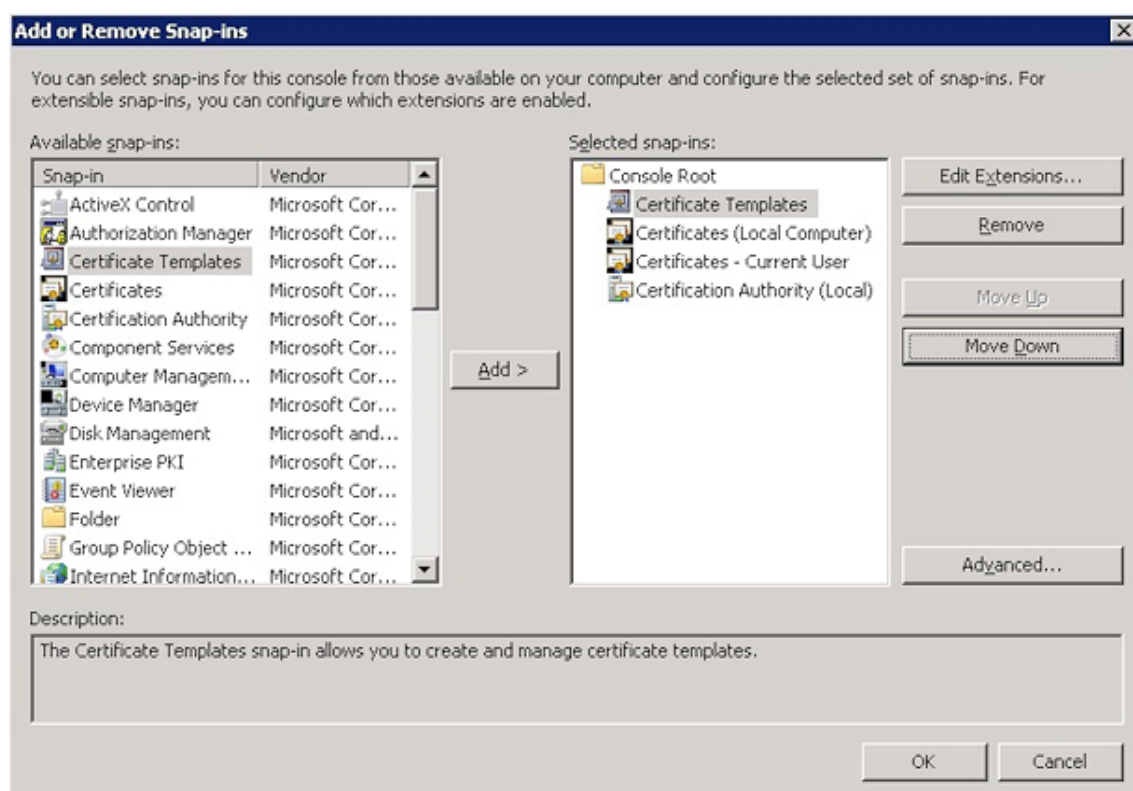 Add or Remove Snap-ins
You can select snap-ins for this console from those available on your computer and configure the selected set of snap-ins. For
extensible snap-ins, you can configure which extensions are enabled.
Available snap-ins:
Snap-in Vendor
ActiveX Control Microsoft Cor...
Authorization Manager Microsoft Cor...
Certificate Templates Microsoft Cor...
Certificates Microsoft Cor...
Certification Authority Microsoft Cor...
Component Services Microsoft Cor...
Computer Managem... Microsoft Cor...
Device Manager Microsoft Cor...
Disk Management Microsoft and...
Enterprise PKI Microsoft Cor...
Event Viewer Microsoft Cor...
Folder Microsoft Cor...
Group Policy Object ... Microsoft Cor...
Internet Information... Microsoft Cor...
Add >
Selected snap-ins:
Console Root
Certificate Templates
Certificates (Local Computer)
Certificates - Current User
Certification Authority (Local)
Edit Extensions...
Remove
Move Up
Move Down
Advanced...
Description:
The Certificate Templates snap-in allows you to create and manage certificate templates.
OK
Cancel